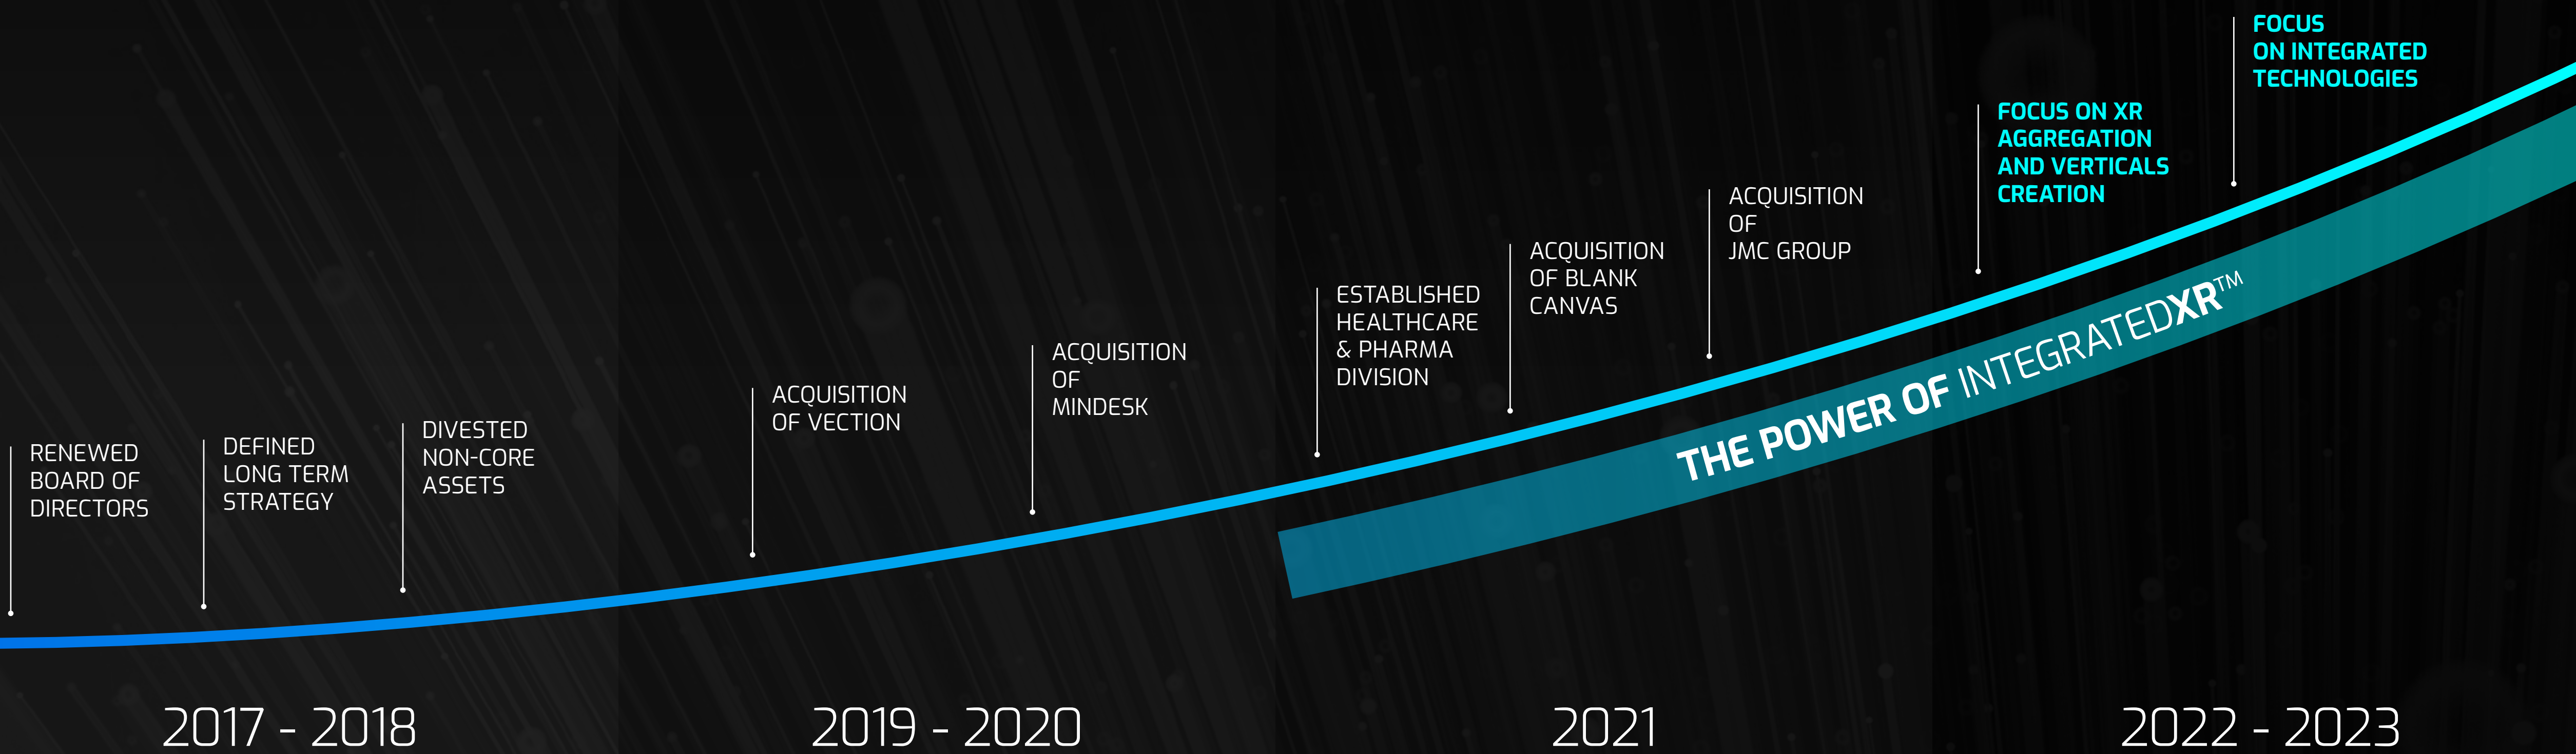 RENEWED
BOARD OF
DIRECTORS
DEFINED
LONG TERM
STRATEGY
DIVESTED
NON-CORE
ASSETS
ACQUISITION
OF VECTION
ACQUISITION
OF
MINDESK
ESTABLISHED
HEALTHCARE
& PHARMA
DIVISION
ACQUISITION
OF BLANK
CANVAS
ACQUISITION
OF
JMC GROUP
FOCUS ON XR
AGGREGATION
AND VERTICALS
CREATION
FOCUS
ON INTEGRATED
TECHNOLOGIES
THE POWER OF INTEGRATEDXR™
2017 - 2018
2019 - 2020
2021
2022 - 2023